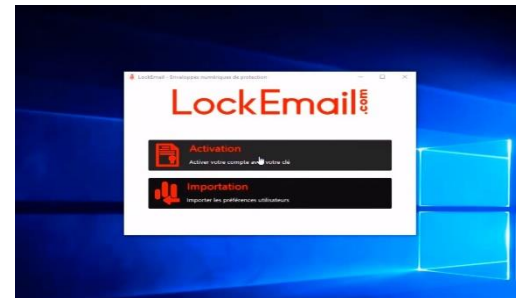 LockEmail - Enveloppes numériques de protection
LockEmail.com
Activation
Activer votre compte avec votre clé
Importation
Importer les préférences utilisateurs